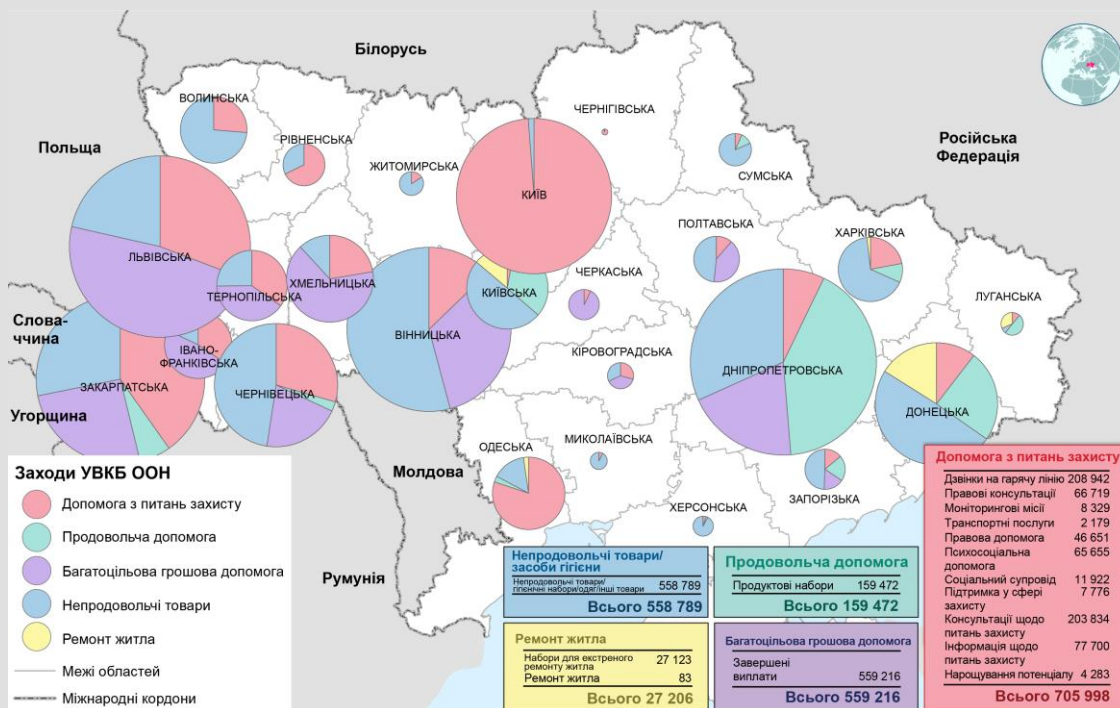 Білорусь
Польща
Російська
Федерація
Слова-
ччина
Угорщина
Молдова
Румунія
ВОЛИНСЬКА
РІВНЕНСЬКА
ЖИТОМИРСЬКА
КИЇВ
ЧЕРНІГІВСЬКА
СУМСЬКА
ЛЬВІВСЬКА
ТЕРНОПІЛЬСЬКА
ХМЕЛЬНИЦЬКА
ВІННИЦЬКА
КИЇВСЬКА
ЧЕРКАСЬКА
ПОЛТАВСЬКА
ХАРКІВСЬКА
ЛУГАНСЬКА
ІВАНО-
ФРАНКІВСЬКА
ЗАКАРПАТСЬКА
ЧЕРНІВЕЦЬКА
КІРОВОГРАДСЬКА
ДНІПРОПЕТРОВСЬКА
ДОНЕЦЬКА
ОДЕСЬКА
МИКОЛАЇВСЬКА
ЗАПОРІЗЬКА
ХЕРСОНСЬКА
Заходи УВКБ ООН
Допомога з питань захисту
Продовольча допомога
Багатоцільова грошова допомога
Непродовольчі товари
Ремонт житла
Межі областей
Міжнародні кордони
Непродовольчі товари/
засоби гігієни
Непродовольчі товари/
гігієнічні набори/одяг/інші товари 558 789
Всього 558 789
Продовольча допомога
Продуктові набори 159 472
Всього 159 472
Ремонт житла
Набори для екстреного 27 123
ремонту житла
Ремонт житла 83
Всього 27 206
Багатоцільова грошова допомога
Завершені
виплати 559 216
Всього 559 216
Допомога з питань захисту
Дзвінки на гарячу лінію 208 942
Правові консультації 66 719
Моніторингові місії 8 329
Транспортні послуги 2 179
Правова допомога 46 651
Психосоціальна 65 655
допомога
Соціальний супровід 11 922
Підтримка у сфері 7 776
захисту
Консультації щодо 203 834
питань захисту
Інформація щодо 77 700
питань захисту
Нарощування потенціалу 4 283
Всього 705 998